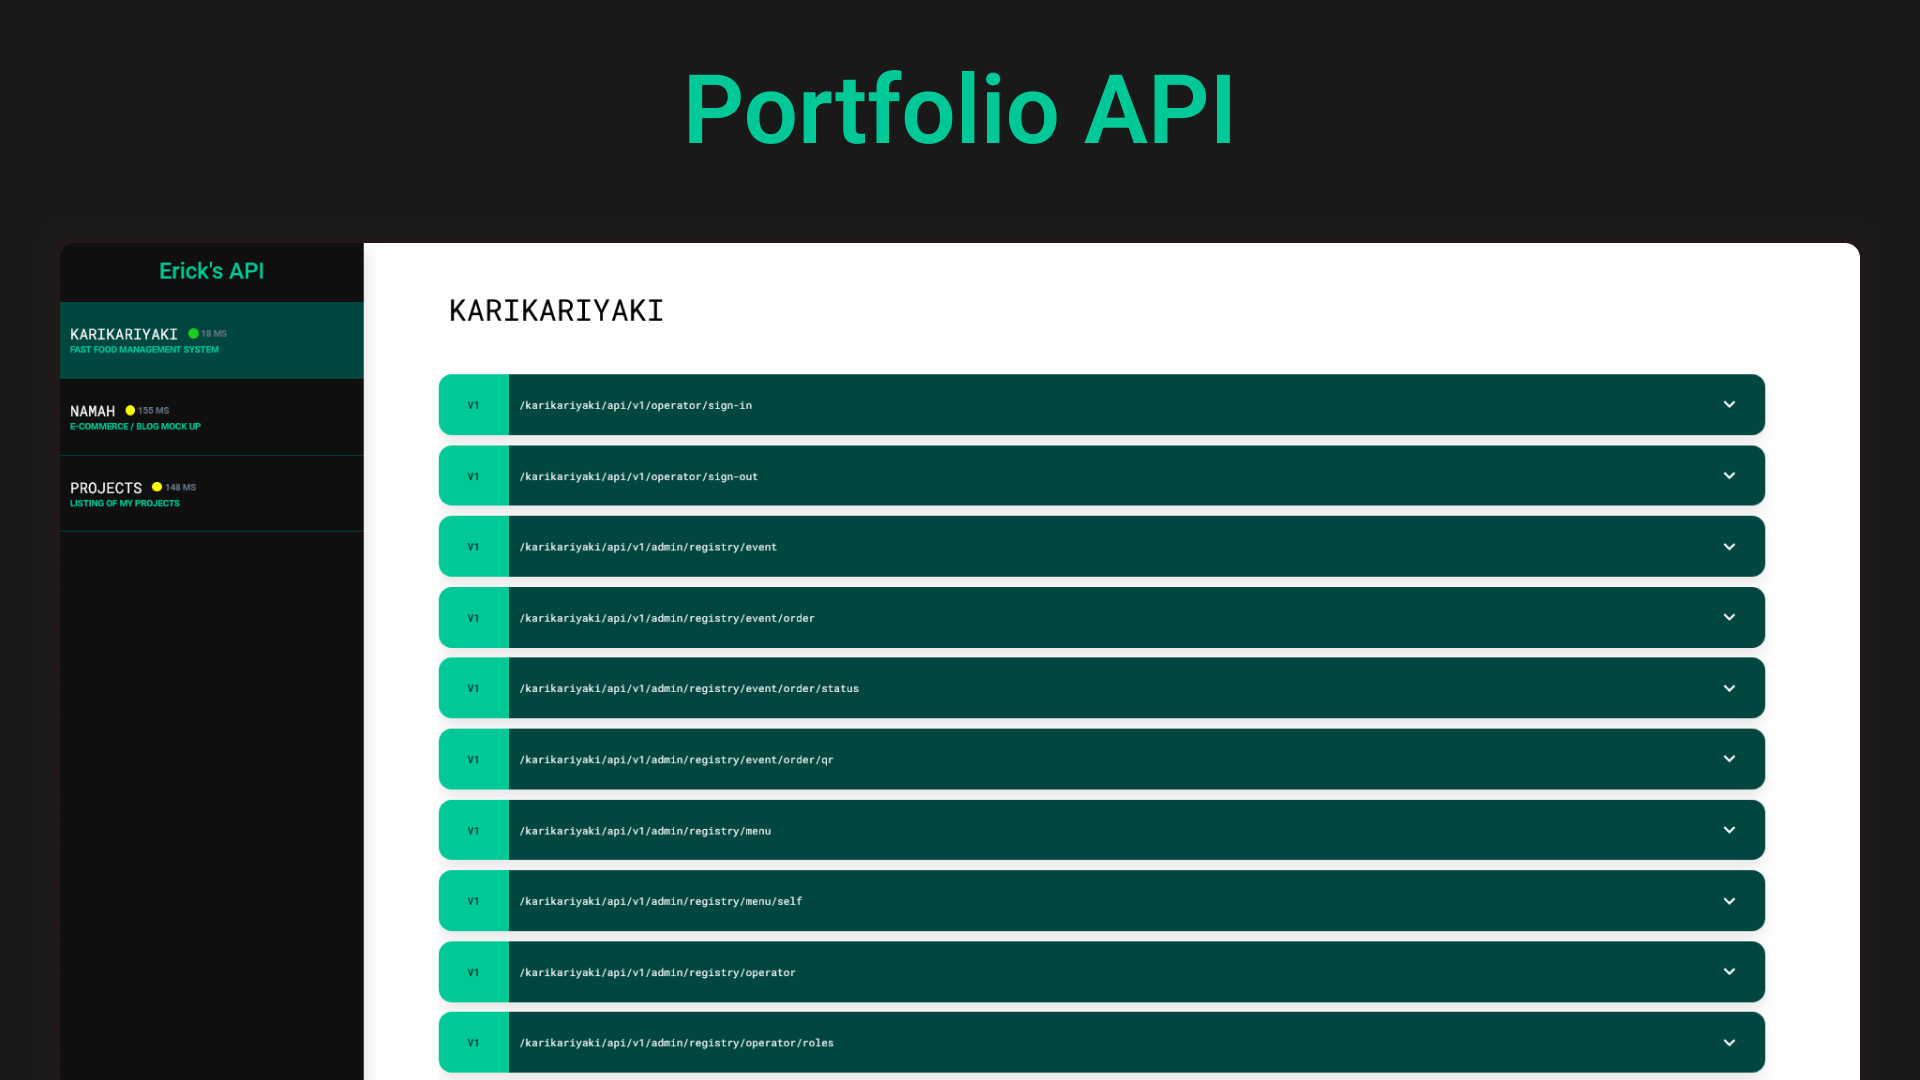 Portfolio API
Erick's API
KARIKARIYAKI 18 MS
FAST FOOD MANAGEMENT SYSTEM
NAMAH 155 MS
E-COMMERCE / BLOG MOCK UP
PROJECTS 148 MS
LISTING OF MY PROJECTS
KARIKARIYAKI
V1 /karikariyaki/api/v1/operator/sign-in
V1 /karikariyaki/api/v1/operator/sign-out
V1 /karikariyaki/api/v1/admin/registry/event
V1 /karikariyaki/api/v1/admin/registry/event/order
V1 /karikariyaki/api/v1/admin/registry/event/order/status
V1 /karikariyaki/api/v1/admin/registry/event/order/qr
V1 /karikariyaki/api/v1/admin/registry/menu
V1 /karikariyaki/api/v1/admin/registry/menu/self
V1 /karikariyaki/api/v1/admin/registry/operator
V1 /karikariyaki/api/v1/admin/registry/operator/roles